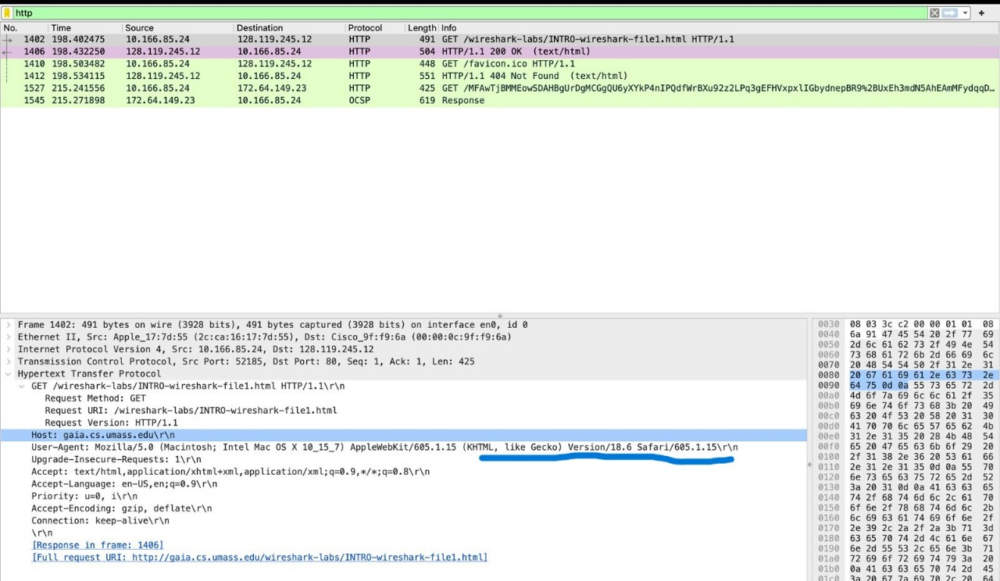 http
No. Time Source Destination Protocol Length Info
1402 198.402475 10.166.85.24 128.119.245.12 HTTP 491 GET /wireshark-labs/INTRO-wireshark-file1.html HTTP/1.1
1406 198.432250 128.119.245.12 10.166.85.24 HTTP 504 HTTP/1.1 200 OK (text/html)
1410 198.503482 10.166.85.24 128.119.245.12 HTTP 448 GET /favicon.ico HTTP/1.1
1412 198.534115 128.119.245.12 10.166.85.24 HTTP 551 HTTP/1.1 404 Not Found (text/html)
1527 215.241556 10.166.85.24 172.64.149.23 HTTP 425 GET /MFAwTjBMMEowSDAHBgUrDgMCGgQU6yXYkP4nIPQdfWrBXu92z2LPq3gEFHVxpxlIGbydnepBR9%2BUxEh3mdN5AhEAmMFydqqD…
1545 215.271898 172.64.149.23 10.166.85.24 OCSP 619 Response
Frame 1402: 491 bytes on wire (3928 bits), 491 bytes captured (3928 bits) on interface en0, id 0
Ethernet II, Src: Apple_17:7d:55 (2c:ca:16:17:7d:55), Dst: Cisco_9f:f9:6a (00:00:0c:9f:f9:6a)
Internet Protocol Version 4, Src: 10.166.85.24, Dst: 128.119.245.12
Transmission Control Protocol, Src Port: 52185, Dst Port: 80, Seq: 1, Ack: 1, Len: 425
Hypertext Transfer Protocol
GET /wireshark-labs/INTRO-wireshark-file1.html HTTP/1.1\r\n
Request Method: GET
Request URI: /wireshark-labs/INTRO-wireshark-file1.html
Request Version: HTTP/1.1
Host: gaia.cs.umass.edu\r\n
User-Agent: Mozilla/5.0 (Macintosh; Intel Mac OS X 10_15_7) AppleWebKit/605.1.15 (KHTML, like Gecko) Version/18.6 Safari/605.1.15\r\n
Upgrade-Insecure-Requests: 1\r\n
Accept: text/html,application/xhtml+xml,application/xml;q=0.9,*/*;q=0.8\r\n
Accept-Language: en-US,en;q=0.9\r\n
Priority: u=0, i\r\n
Accept-Encoding: gzip, deflate\r\n
Connection: keep-alive\r\n
\r\n
[Response in frame: 1406]
[Full request URI: http://gaia.cs.umass.edu/wireshark-labs/INTRO-wireshark-file1.html]
0030 08 03 3c c2 00 00 01 01 08
0040 6a 91 47 45 54 20 2f 77 69
0050 2d 6c 61 62 73 2f 49 4e 54
0060 73 68 61 72 6b 2d 66 69 6c
0070 20 48 54 54 50 2f 31 2e 31
0080 20 67 61 69 61 2e 63 73 2e
0090 64 75 0d 0a 55 73 65 72 2d
00a0 4d 6f 7a 69 6c 6c 61 2f 35
00b0 69 6e 74 6f 73 68 3b 20 49
00c0 63 20 4f 53 20 58 20 31 30
00d0 41 70 70 6c 65 57 65 62 4b
00e0 31 2e 31 35 20 28 4b 48 54
00f0 65 20 47 65 63 6b 6f 29 20
0100 2f 31 38 2e 36 20 53 61 66
0110 2e 31 2e 31 35 0d 0a 55 70
0120 6e 73 65 63 75 72 65 2d 52
0130 3a 20 31 0d 0a 41 63 63 65
0140 74 2f 68 74 6d 6c 2c 61 70
0150 6f 6e 2f 78 68 74 6d 6c 2b
0160 6c 69 63 61 74 69 6f 6e 2f
0170 2e 39 2c 2a 2f 2a 3b 71 3d
0180 63 65 70 74 2d 4c 61 6e 67
0190 6e 2d 55 53 2c 65 6e 3b 71
01a0 72 69 6f 72 69 74 79 3a 20
01b0 0a 41 63 63 65 70 74 2d 45
01c0 3a 20 67 7a 69 70 2c 20 64